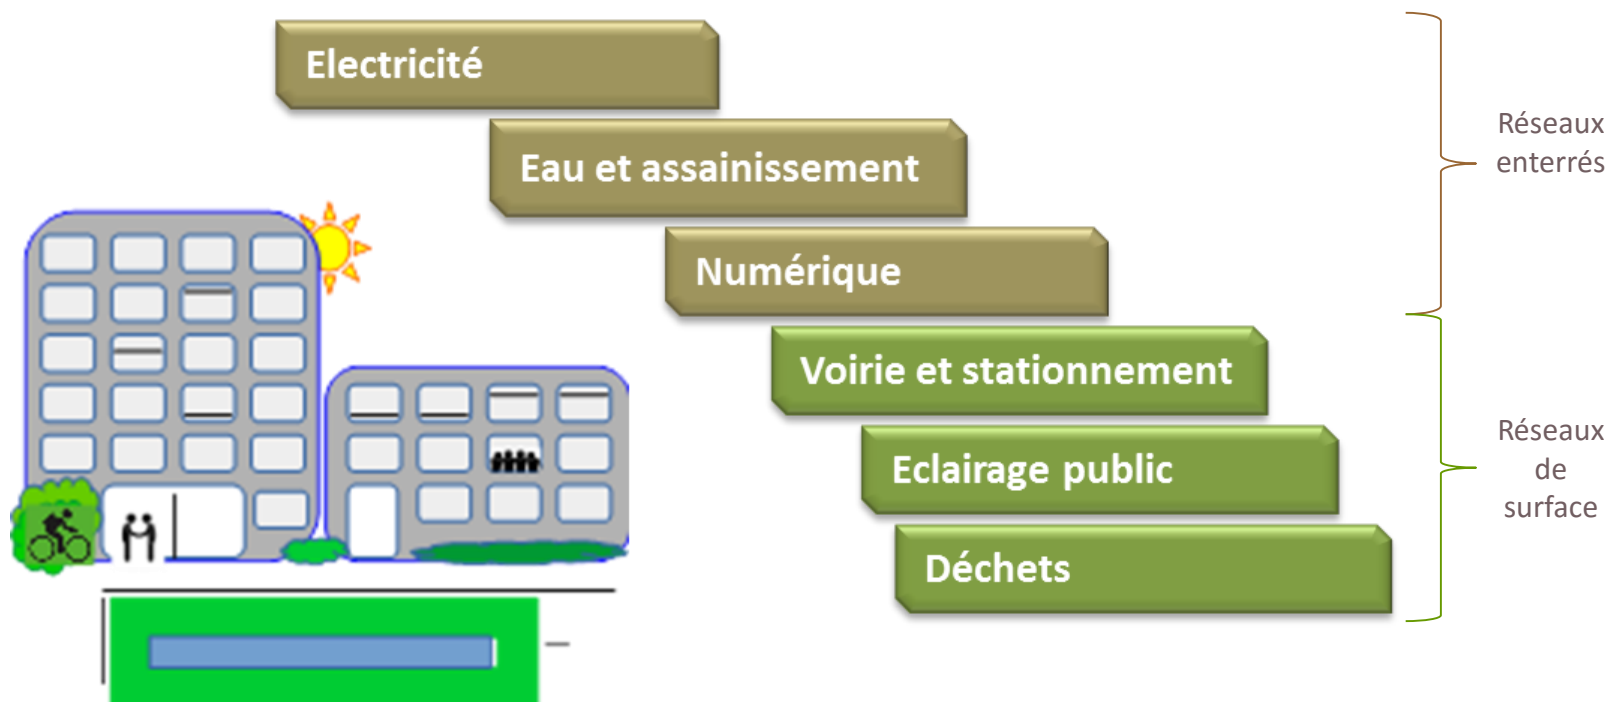 Electricité
Eau et assainissement
Numérique
Réseaux
enterrés
Voirie et stationnement
Eclairage public
Déchets
Réseaux
de
surface